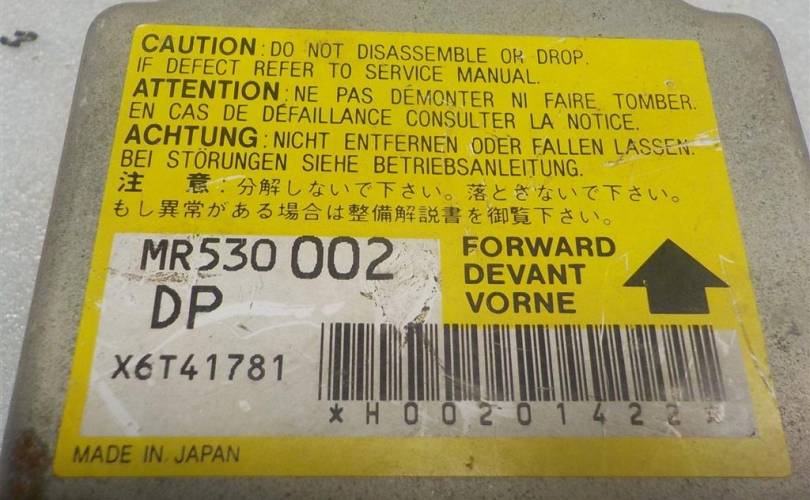 CAUTION : DO NOT DISASSEMBLE OR DROP.
IF DEFECT REFER TO SERVICE MANUAL.
ATTENTION : NE PAS DÉMONTER NI FAIRE TOMBER.
EN CAS DE DÉFAILLANCE CONSULTER LA NOTICE.
ACHTUNG : NICHT ENTFERNEN ODER FALLEN LASSEN.
BEI STÖRUNGEN SIEHE BETRIEBSANLEITUNG.
注 意 : 分解しないで下さい。落とさないで下さい。
もし異常がある場合は整備解説書を御覧下さい。
MR530 002
DP
FORWARD
DEVANT
VORNE
X6T41781
*H00201422*
MADE IN JAPAN